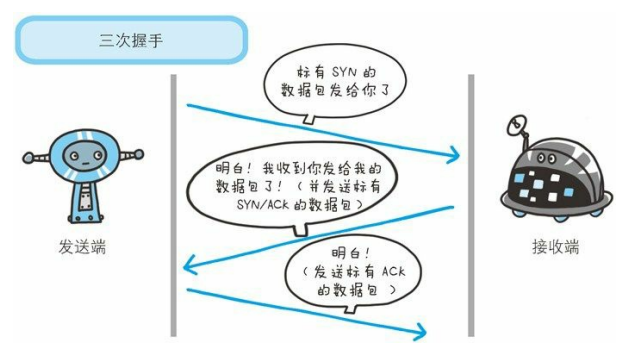 三次握手
标有 SYN 的
数据包发给你了
明白！我收到你发给我的
数据包了！（并发送标有
SYN/ACK 的数据包）
发送端
接收端
明白！
（发送标有 ACK
的数据包 ）